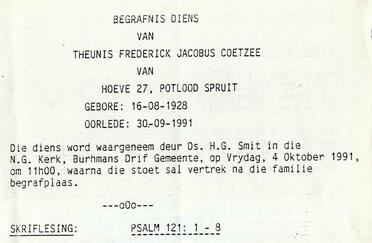 BEGRAFNIS DIENS
VAN
THEUNIS FREDERICK JACOBUS COETZEE
VAN
HOEVE 27, POTLOOD SPRUIT
GEBORE: 16-08-1928
OORLEDE: 30-09-1991
Die diens word waargeneem deur Ds. H.G. Smit in die
N.G. Kerk, Burhmans Drif Gemeente, op Vrydag, 4 Oktober 1991,
om 11h00, waarna die stoet sal vertrek na die familie
begrafplaas.
---oOo---
SKRIFLESING: PSALM 121: 1 - 8